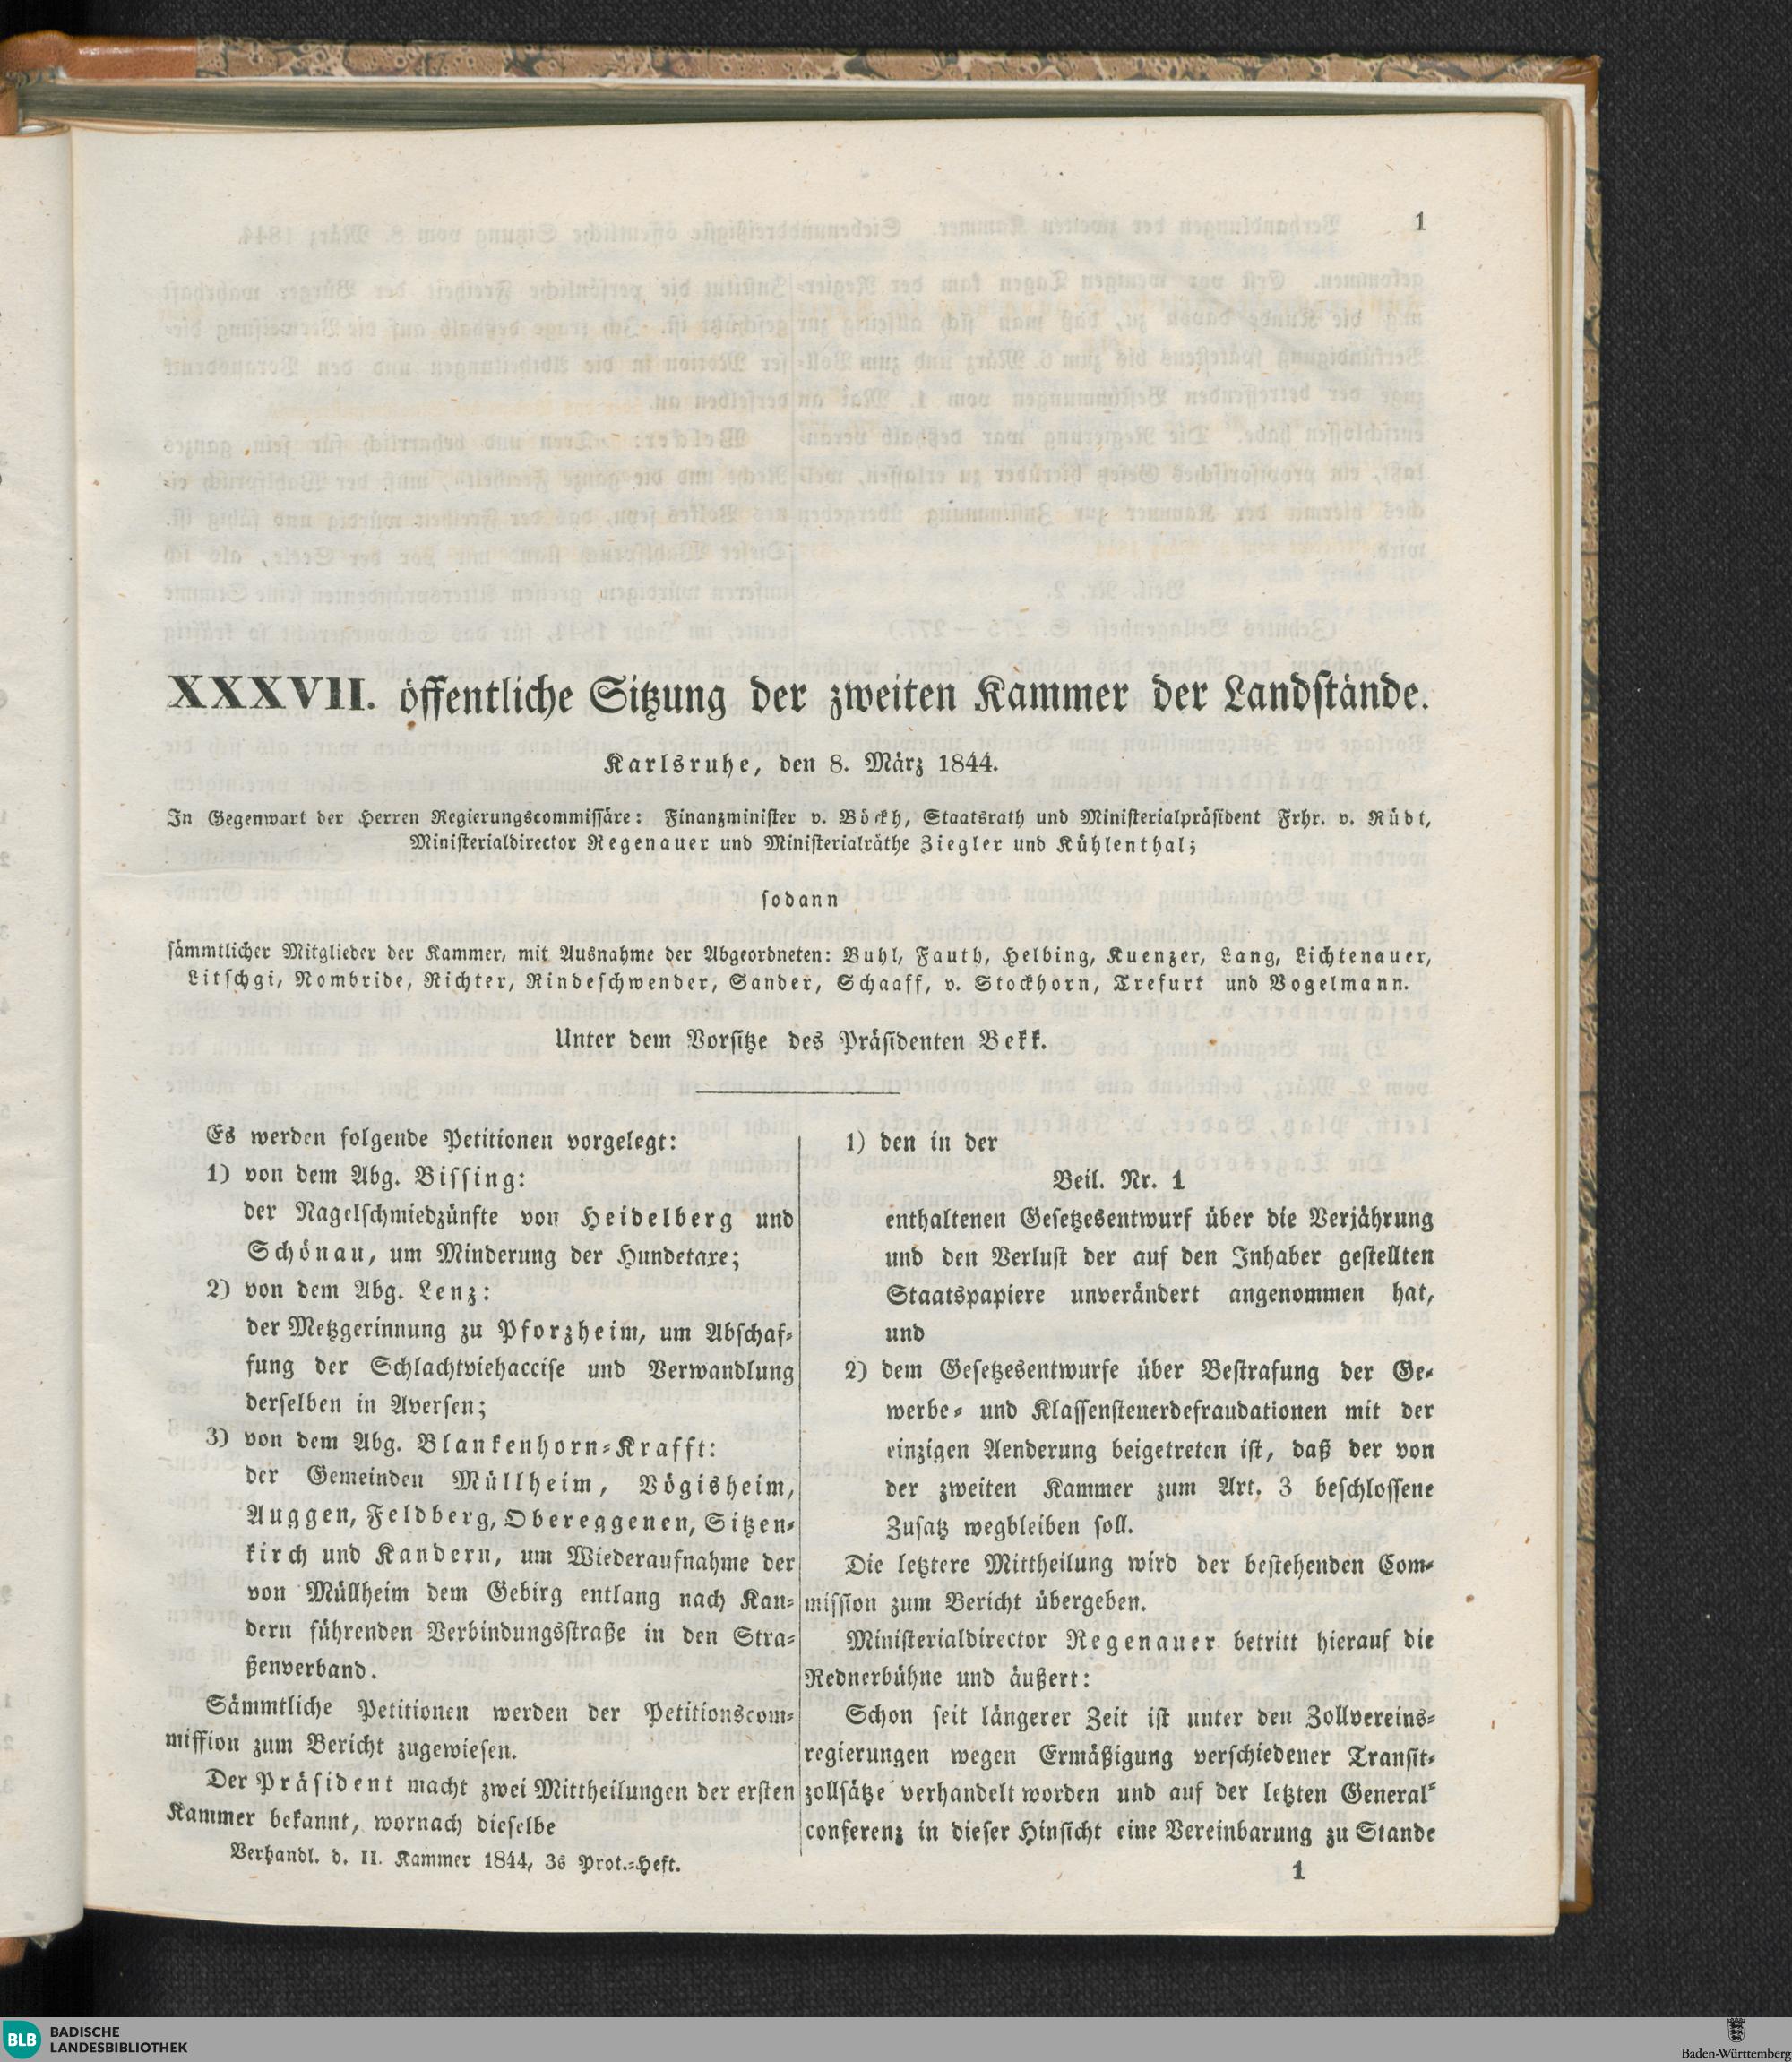 1
XXXVII. öffentliche Sitzung der zweiten Kammer der Landstände.
Karlsruhe, den 8. März 1844.
In Gegenwart der Herren Regierungscommissäre: Finanzminister v. Böckh, Staatsrath und Ministerialpräsident Frhr. v. Rüdt,
Ministerialdirector Regenauer und Ministerialräthe Ziegler und Kühlenthal;
sodann
sämmtlicher Mitglieder der Kammer, mit Ausnahme der Abgeordneten: Buhl, Fauth, Helbing, Kuenzer, Lang, Lichtenauer,
Litschgi, Nombride, Richter, Rindeschwender, Sander, Schaaff, v. Stockhorn, Trefurt und Vogelmann.
Unter dem Vorsitze des Präsidenten Bekk.
Es werden folgende Petitionen vorgelegt:
1) von dem Abg. Bissing:
der Nagelschmiedzünfte von Heidelberg und
Schönau, um Minderung der Hundetaxe;
2) von dem Abg. Lenz:
der Metzgerinnung zu Pforzheim, um Abschaf-
fung der Schlachtviehaccise und Verwandlung
derselben in Aversen;
3) von dem Abg. Blankenhorn-Krafft:
der Gemeinden Müllheim, Vögisheim,
Auggen, Feldberg, Obereggenen, Sitzen-
kirch und Kandern, um Wiederaufnahme der
von Müllheim dem Gebirg entlang nach Kan-
dern führenden Verbindungsstraße in den Stra-
ßenverband.
Sämmtliche Petitionen werden der Petitionscom-
mission zum Bericht zugewiesen.
Der Präsident macht zwei Mittheilungen der ersten
Kammer bekannt, wornach dieselbe
Verhandl. d. II. Kammer 1844, 3s Prot.-Heft.
1) den in der
Beil. Nr. 1
enthaltenen Gesetzesentwurf über die Verjährung
und den Verlust der auf den Inhaber gestellten
Staatspapiere unverändert angenommen hat,
und
2) dem Gesetzesentwurfe über Bestrafung der Ge-
werbe- und Klassensteuerdefraudationen mit der
einzigen Aenderung beigetreten ist, daß der von
der zweiten Kammer zum Art. 3 beschlossene
Zusatz wegbleiben soll.
Die letztere Mittheilung wird der bestehenden Com-
mission zum Bericht übergeben.
Ministerialdirector Regenauer betritt hierauf die
Rednerbühne und äußert:
Schon seit längerer Zeit ist unter den Zollvereins-
regierungen wegen Ermäßigung verschiedener Transit-
zollsätze verhandelt worden und auf der letzten General-
conferenz in dieser Hinsicht eine Vereinbarung zu Stande
1
BLB BADISCHE
LANDESBIBLIOTHEK
Baden-Württemberg